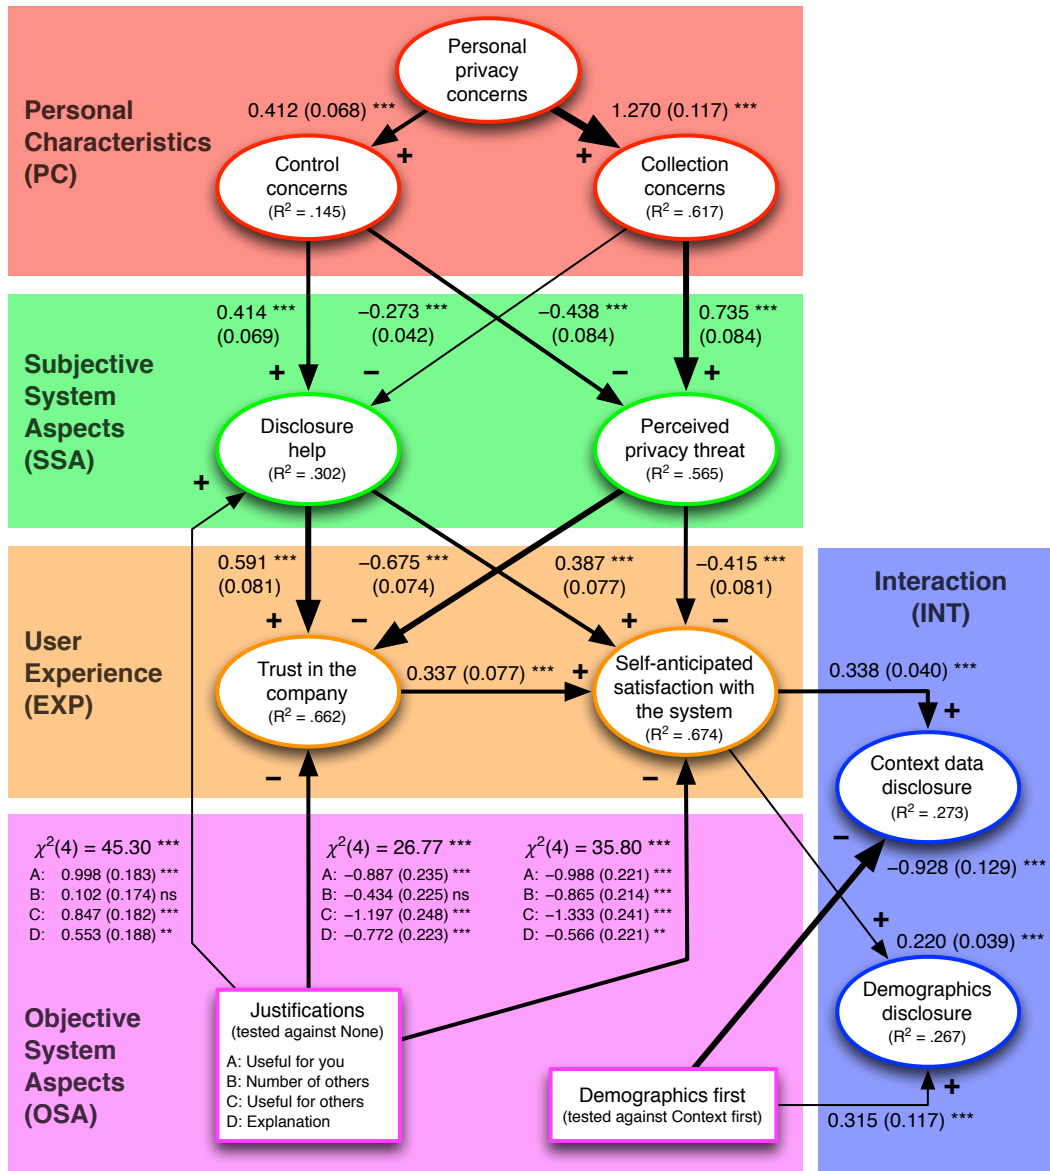 Personal
privacy
concerns
Personal
Characteristics
(PC)
0.412 (0.068) ***
1.270 (0.117) ***
+
+
Control
concerns
(R² = .145)
Collection
concerns
(R² = .617)
Subjective
System
Aspects
(SSA)
0.414 ***
(0.069)
−0.273 ***
(0.042)
−0.438 ***
(0.084)
0.735 ***
(0.084)
+
−
−
+
Disclosure
help
(R² = .302)
Perceived
privacy threat
(R² = .565)
+
User
Experience
(EXP)
0.591 ***
(0.081)
−0.675 ***
(0.074)
0.387 ***
(0.077)
−0.415 ***
(0.081)
+
−
+
−
Trust in the
company
(R² = .662)
0.337 (0.077) ***
+
Self-anticipated
satisfaction with
the system
(R² = .674)
−
−
Interaction
(INT)
0.338 (0.040) ***
+
Context data
disclosure
(R² = .273)
−
−0.928 (0.129) ***
+
0.220 (0.039) ***
Demographics
disclosure
(R² = .267)
+
0.315 (0.117) ***
χ²(4) = 45.30 ***
A: 0.998 (0.183) ***
B: 0.102 (0.174) ns
C: 0.847 (0.182) ***
D: 0.553 (0.188) **
χ²(4) = 26.77 ***
A: −0.887 (0.235) ***
B: −0.434 (0.225) ns
C: −1.197 (0.248) ***
D: −0.772 (0.223) ***
χ²(4) = 35.80 ***
A: −0.988 (0.221) ***
B: −0.865 (0.214) ***
C: −1.333 (0.241) ***
D: −0.566 (0.221) **
Objective
System
Aspects
(OSA)
Justifications
(tested against None)
A: Useful for you
B: Number of others
C: Useful for others
D: Explanation
Demographics first
(tested against Context first)